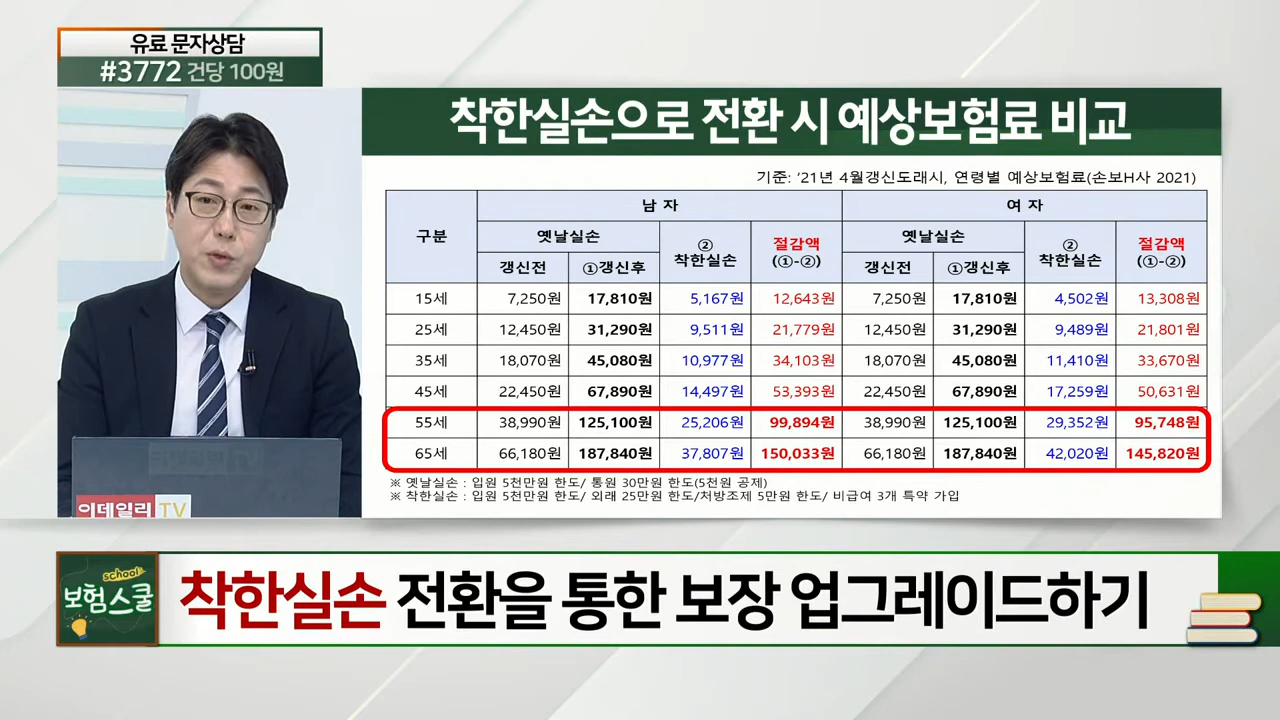 유료 문자상담
#3772 건당 100원
착한실손으로 전환 시 예상보험료 비교
기준: '21년 4월갱신도래시, 연령별 예상보험료(손보H사 2021)
구분 남 자 여 자
옛날실손 ② 착한실손 절감액 (①-②) 옛날실손 ② 착한실손 절감액 (①-②)
갱신전 ①갱신후 갱신전 ①갱신후
15세 7,250원 17,810원 5,167원 12,643원 7,250원 17,810원 4,502원 13,308원
25세 12,450원 31,290원 9,511원 21,779원 12,450원 31,290원 9,489원 21,801원
35세 18,070원 45,080원 10,977원 34,103원 18,070원 45,080원 11,410원 33,670원
45세 22,450원 67,890원 14,497원 53,393원 22,450원 67,890원 17,259원 50,631원
55세 38,990원 125,100원 25,206원 99,894원 38,990원 125,100원 29,352원 95,748원
65세 66,180원 187,840원 37,807원 150,033원 66,180원 187,840원 42,020원 145,820원
※ 옛날실손 : 입원 5천만원 한도/ 통원 30만원 한도(5천원 공제)
※ 착한실손 : 입원 5천만원 한도/ 외래 25만원 한도/처방조제 5만원 한도/ 비급여 3개 특약 가입
이데일리 TV
school
보험스쿨
착한실손 전환을 통한 보장 업그레이드하기